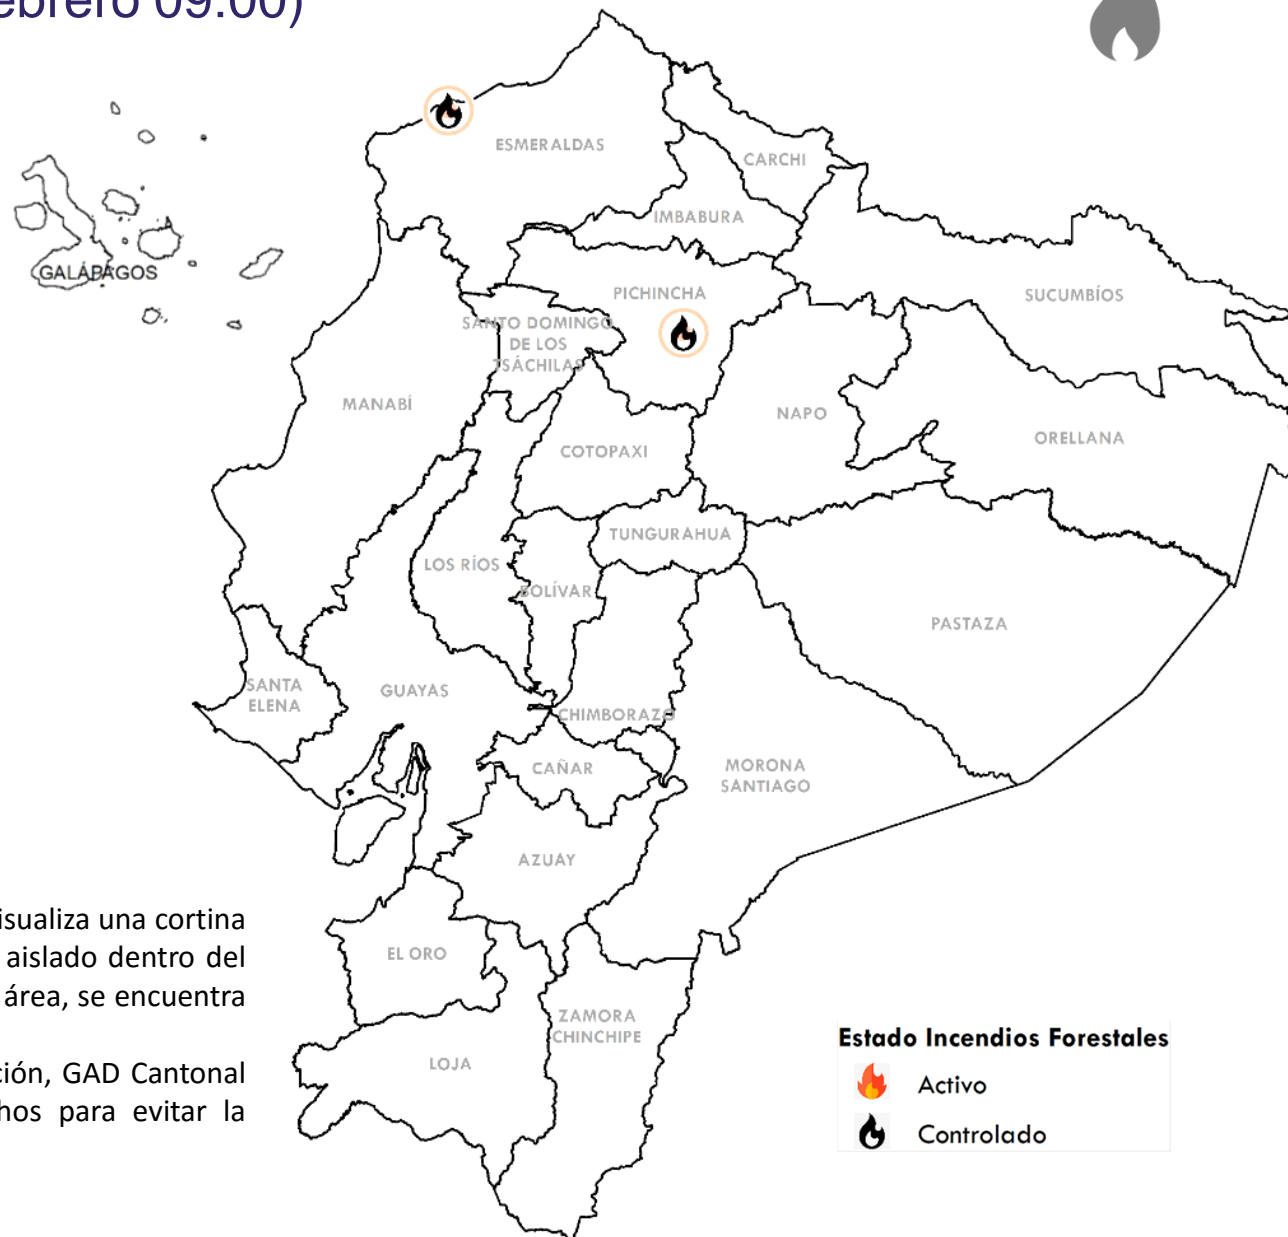 ebrero 09:00)
ESMERALDAS
CARCHI
IMBABURA
GALÁPAGOS
PICHINCHA
SUCUMBÍOS
SANTO DOMINGO
DE LOS
TSÁCHILAS
MANABÍ
NAPO
ORELLANA
COTOPAXI
TUNGURAHUA
LOS RÍOS
BOLÍVAR
PASTAZA
SANTA
ELENA
GUAYAS
CHIMBORAZO
CAÑAR
MORONA
SANTIAGO
AZUAY
isualiza una cortina
aislado dentro del
área, se encuentra
EL ORO
ZAMORA
CHINCHIPE
LOJA
ción, GAD Cantonal
hos para evitar la
Estado Incendios Forestales
Activo
Controlado